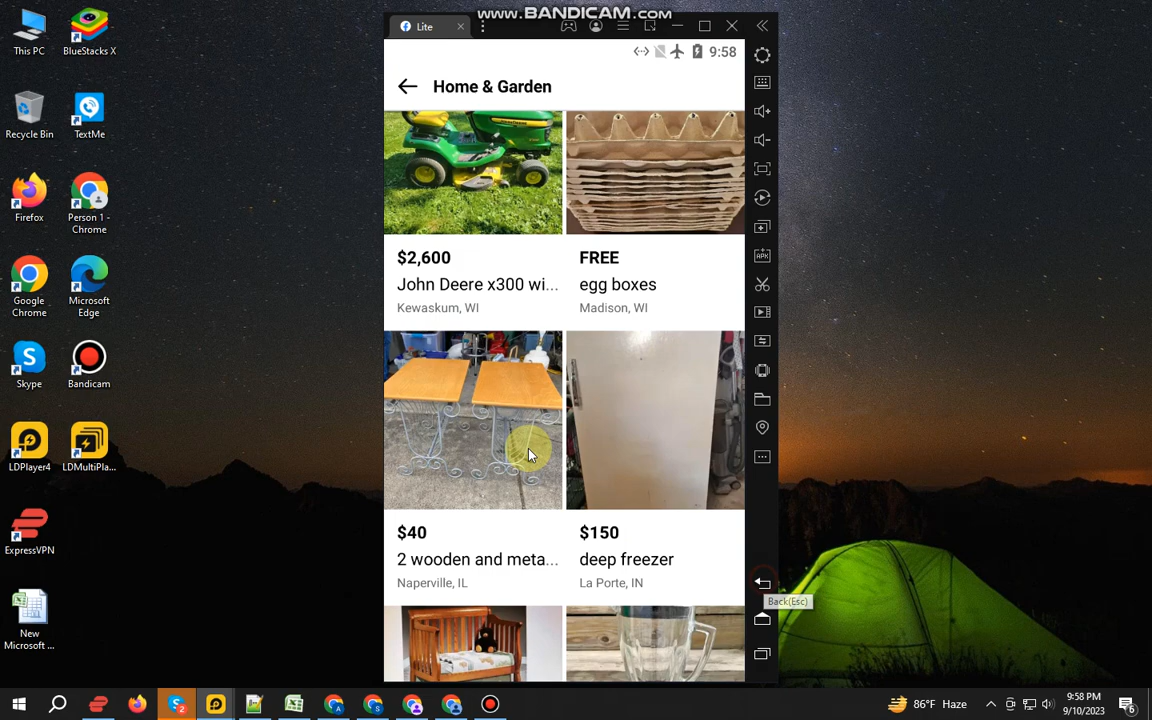 www.BANDICAM.com
This PC
BlueStacks X
Lite
9:58
Home & Garden
Recycle Bin
TextMe
Firefox
Person 1 -
Chrome
APK
$2,600
FREE
John Deere x300 wi...
egg boxes
Kewaskum, WI
Madison, WI
Google
Chrome
Microsoft
Edge
Skype
Bandicam
LDPlayer4
LDMultiPla...
$40
$150
2 wooden and meta...
deep freezer
Naperville, IL
La Porte, IN
ExpressVPN
Back(Esc)
New
Microsoft ...
86°F Haze
9:58 PM
9/10/2023